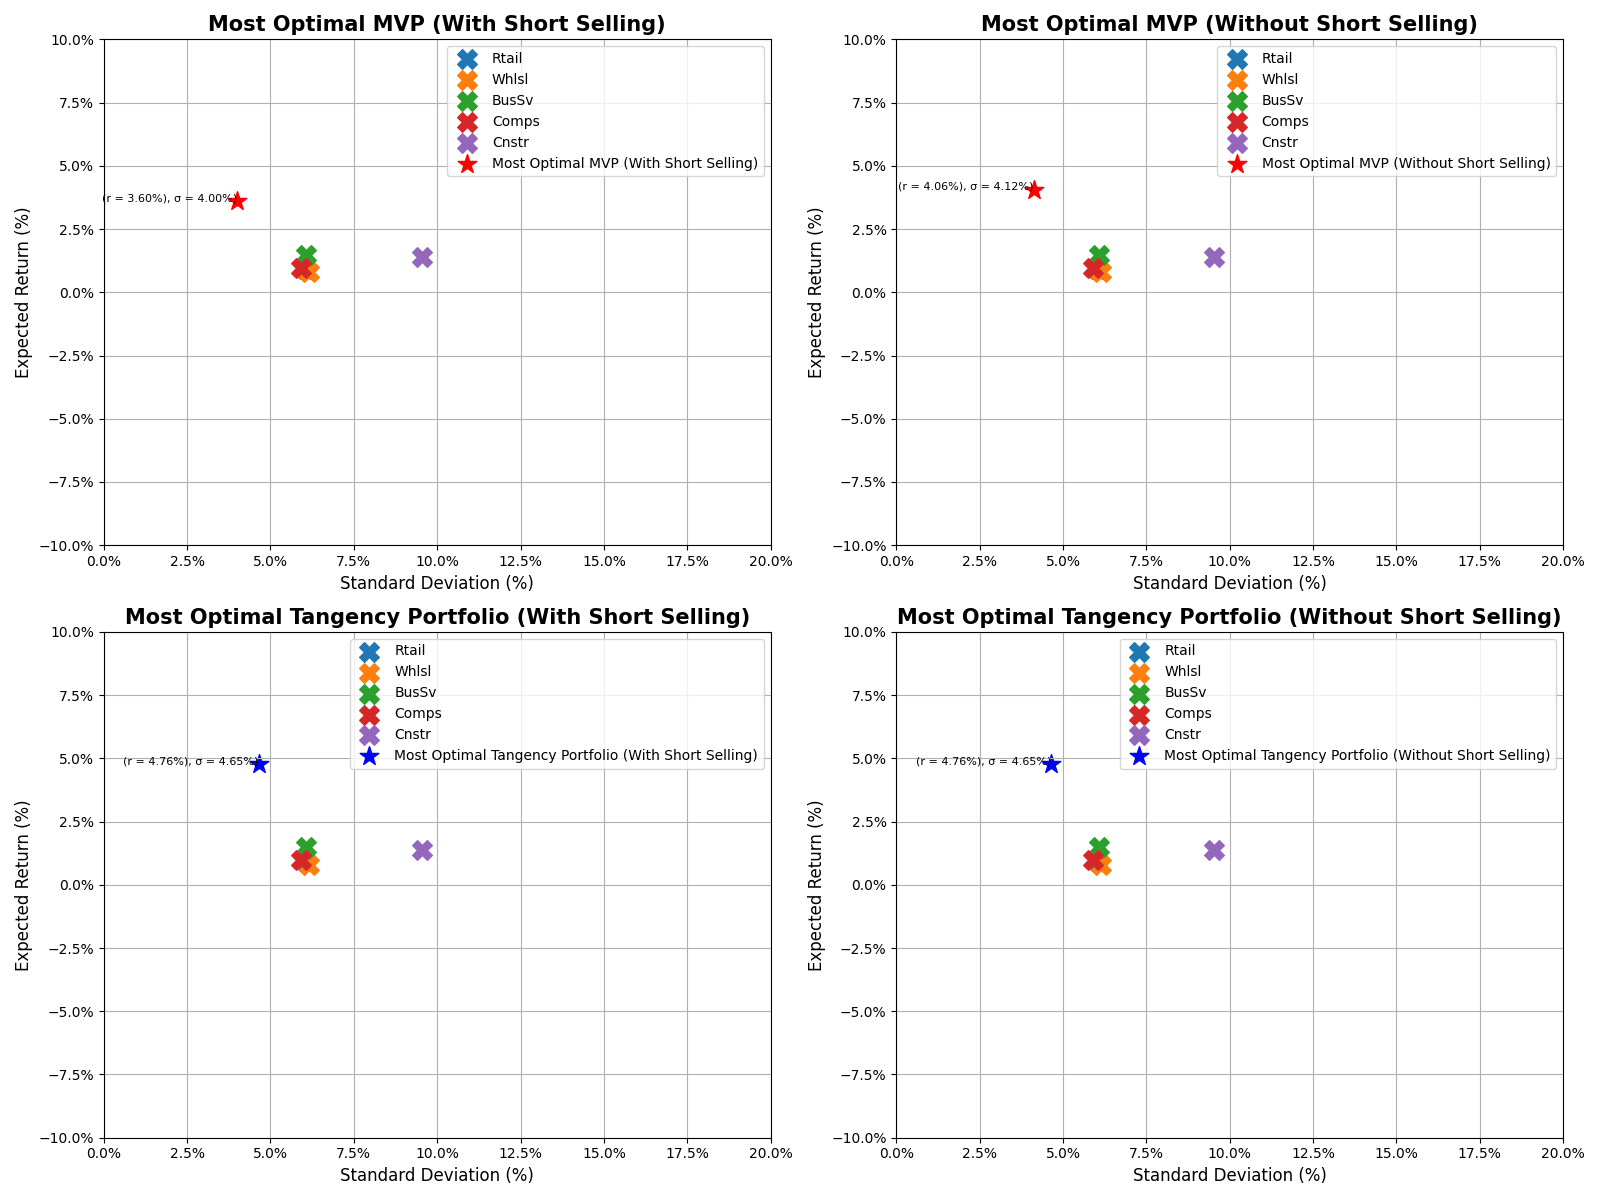 Most Optimal MVP (With Short Selling)
10.0%
7.5%
5.0%
2.5%
0.0%
−2.5%
−5.0%
−7.5%
−10.0%
Expected Return (%)
Rtail
Whlsl
BusSv
Comps
Cnstr
Most Optimal MVP (With Short Selling)
(r = 3.60%), σ = 4.00%)
0.0% 2.5% 5.0% 7.5% 10.0% 12.5% 15.0% 17.5% 20.0%
Standard Deviation (%)
Most Optimal MVP (Without Short Selling)
10.0%
7.5%
5.0%
2.5%
0.0%
−2.5%
−5.0%
−7.5%
−10.0%
Expected Return (%)
Rtail
Whlsl
BusSv
Comps
Cnstr
Most Optimal MVP (Without Short Selling)
(r = 4.06%), σ = 4.12%)
0.0% 2.5% 5.0% 7.5% 10.0% 12.5% 15.0% 17.5% 20.0%
Standard Deviation (%)
Most Optimal Tangency Portfolio (With Short Selling)
10.0%
7.5%
5.0%
2.5%
0.0%
−2.5%
−5.0%
−7.5%
−10.0%
Expected Return (%)
Rtail
Whlsl
BusSv
Comps
Cnstr
Most Optimal Tangency Portfolio (With Short Selling)
(r = 4.76%), σ = 4.65%)
0.0% 2.5% 5.0% 7.5% 10.0% 12.5% 15.0% 17.5% 20.0%
Standard Deviation (%)
Most Optimal Tangency Portfolio (Without Short Selling)
10.0%
7.5%
5.0%
2.5%
0.0%
−2.5%
−5.0%
−7.5%
−10.0%
Expected Return (%)
Rtail
Whlsl
BusSv
Comps
Cnstr
Most Optimal Tangency Portfolio (Without Short Selling)
(r = 4.76%), σ = 4.65%)
0.0% 2.5% 5.0% 7.5% 10.0% 12.5% 15.0% 17.5% 20.0%
Standard Deviation (%)